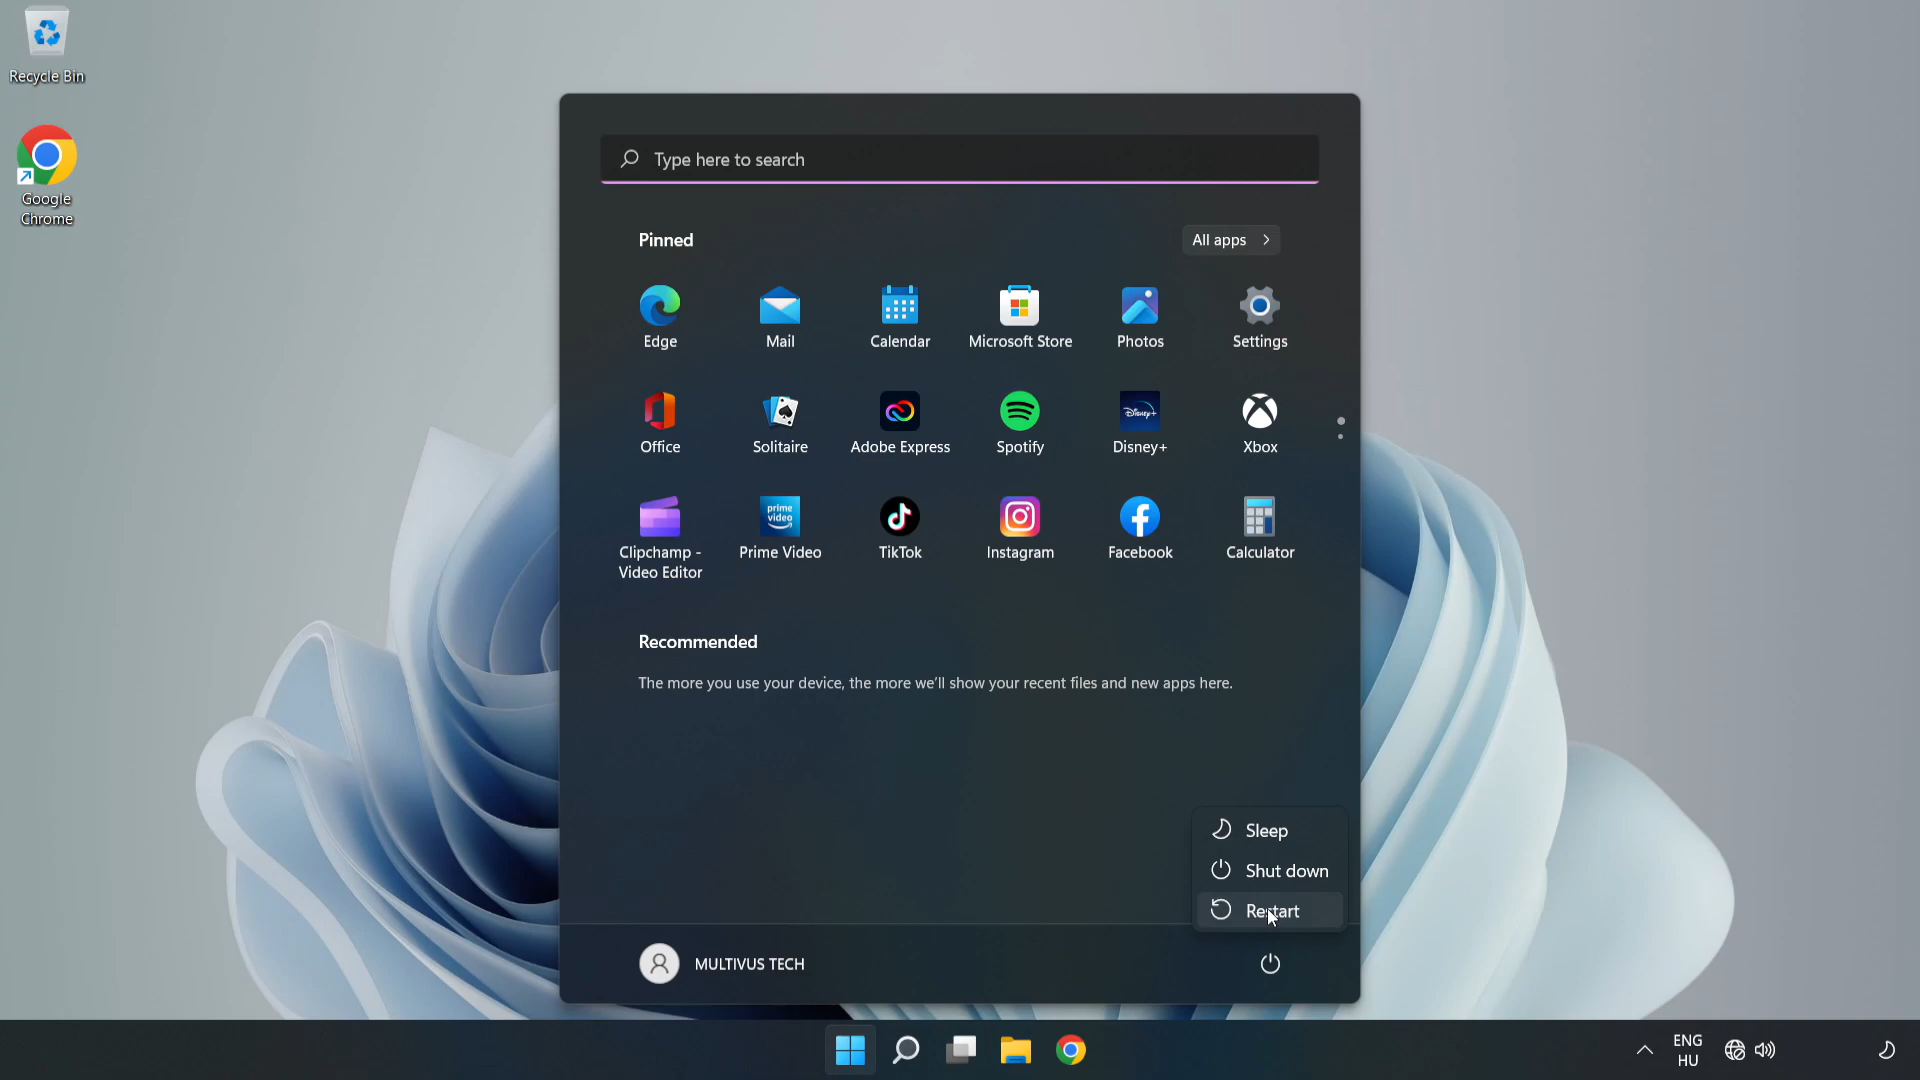 Recycle Bin
Google
Chrome
Type here to search
Pinned
All apps
Edge
Mail
Calendar
Microsoft Store
Photos
Settings
Office
Solitaire
Adobe Express
Spotify
Disney+
Disney+
Xbox
prime
video
Clipchamp -
Video Editor
Prime Video
TikTok
Instagram
Facebook
Calculator
Recommended
The more you use your device, the more we'll show your recent files and new apps here.
Sleep
Shut down
Restart
MULTIVUS TECH
ENG
HU